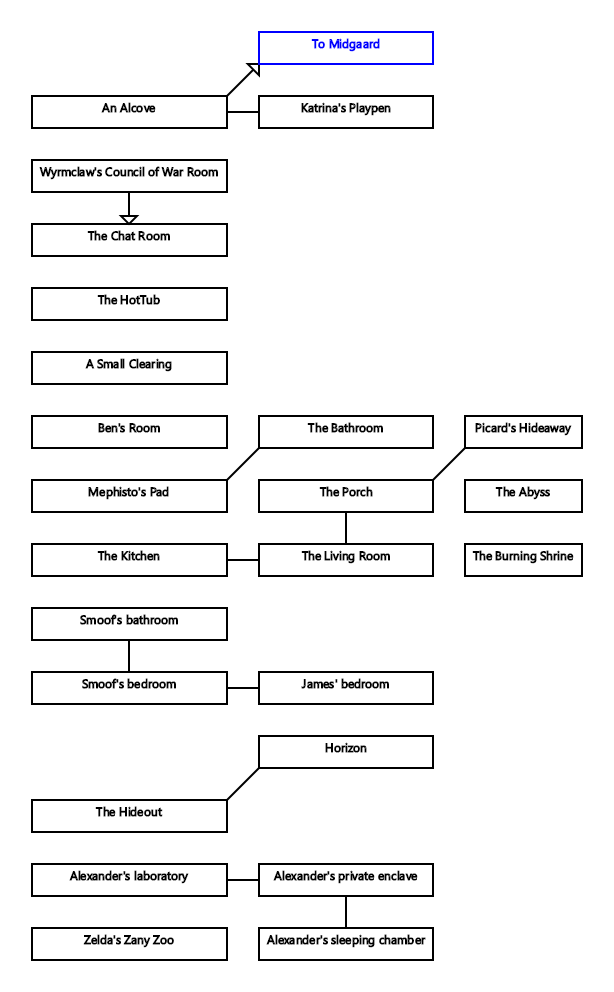 To Midgaard
An Alcove
Katrina's Playpen
Wyrmclaw's Council of War Room
The Chat Room
The HotTub
A Small Clearing
Ben's Room
The Bathroom
Picard's Hideaway
Mephisto's Pad
The Porch
The Abyss
The Kitchen
The Living Room
The Burning Shrine
Smoof's bathroom
Smoof's bedroom
James' bedroom
Horizon
The Hideout
Alexander's laboratory
Alexander's private enclave
Zelda's Zany Zoo
Alexander's sleeping chamber